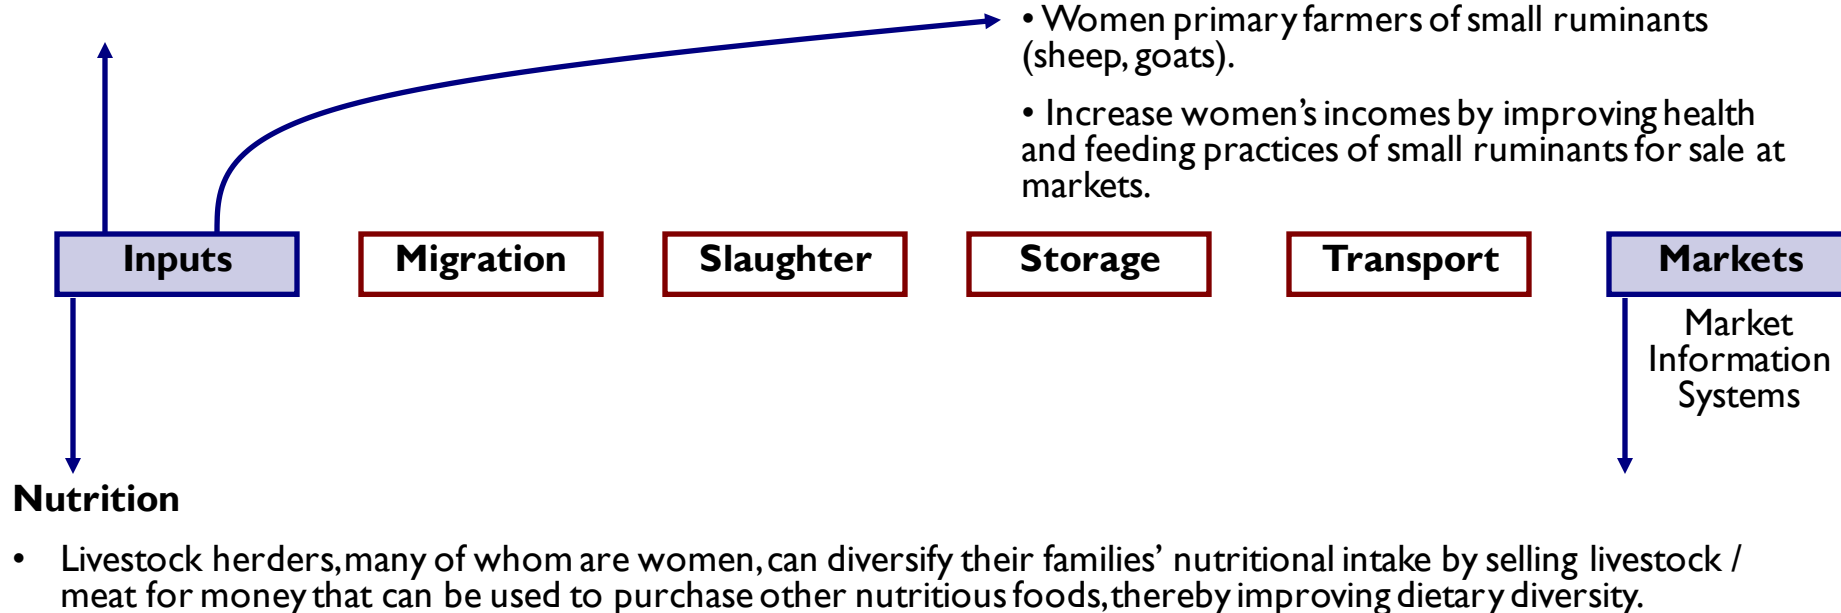 • Women primary farmers of small ruminants
(sheep, goats).
• Increase women's incomes by improving health
and feeding practices of small ruminants for sale at
markets.
Inputs
Migration
Slaughter
Storage
Transport
Markets
Market
Information
Systems
Nutrition
• Livestock herders, many of whom are women, can diversify their families' nutritional intake by selling livestock /
meat for money that can be used to purchase other nutritious foods, thereby improving dietary diversity.